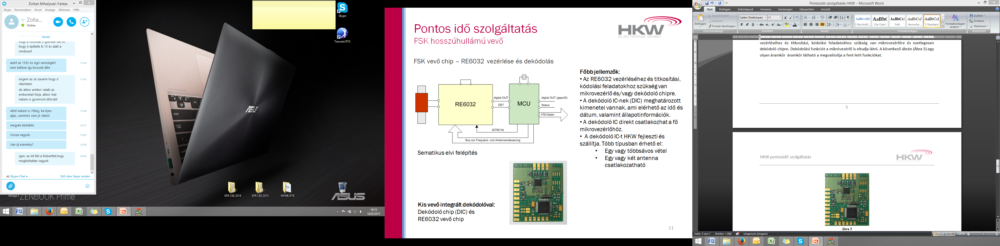 Zoltan Mihalyvari-Farkas
Skype Konversation Anruf Anzeige Aktionen Hilfe
Zolta...
Online
Heute
hogy a Józsinak 3 gyereke van és
hogy ő építette ki 10 év alatt a
rendzsert
azért az 1552-es egri vereségért
nem kellene így bosszút állni
11:44
engem az se zavarm hogy ő
sikertelen
de akkor amikor valaki az
embereket fúrja, akkor már
nekem is gyomrom kifordúl
11:45
Attól nekem is. Főleg, ha ilyen
aljas, semmire sem jó okból.
11:49
megyek ebédelni
12:17
Vissza vagyok.
13:03
Van új esemény?
13:56
igen, az Ali fűti a Roberttet,hogy
megbizhatlan vagyok
16:03
als Skype-Chat
SMS über Skype senden
Ablage L
ZENBOOK Prime
ASUS
Skype
Tencent RTX
EFR CEE 2014
EFR CEE 2015
NYME KTK
Papierkorb
ASUS
16:15
18.03.2015
Pontos idő szolgáltatás
FSK hosszúhullámú vevő
HKW
ELEKTRONIK GMBH
FSK vevő chip – RE6032 vezérlése és dekódolás
RE6032
digital OUT
DST
MCU
digital OUT (geprüft)
Status
FSI-Daten
32768 Hz
Bus zur Frequenz- und Antennensteuerung
Sematikus elvi felépítés
Főbb jellemzők:
• Az RE6032 vezérléséhez és titkosítási,
kódolási feladatokhoz szükség van
mikrovezérlő és/vagy dekódoló chipre.
• A dekódoló IC-nek (DIC) meghatározott
kimenetei vannak, ami elérhető az idő és
dátum, valamint állapotinformációk.
• A dekódoló IC direkt csatlakozhat a fő
mikrovezérlőhöz.
• A dekódoló IC-t HKW fejleszti és
szállítja. Több típusban érhető el:
• Egy vagy többsávos vétel
• Egy vagy két antenna
csatlakozatható
HK218.1001.0
Kis vevő integrált dekódolóval:
Dekódoló chip (DIC) és
RE6032 vevő chip
11
Pontosidö szolgáltatás HKW - Microsoft Word
Start Einfügen Seitenlayout Verweise Sendungen Überprüfen Ansicht
Einfügen
Ausschneiden
Kopieren
Format übertragen
Zwischenablage
Calibri (Textkörper) 11
Schriftart
Absatz
AaBbCcDd AaBb( AaBbCcI AaBbCcI AaBbCcI
¶ Beschrift... Cím Char1 Fett Hervorhe... ¶ Standard
Formatvorlagen
ändern
Formatvorlagen
Suchen
Ersetzen
Markieren
Bearbeiten
vezérléséhez és titkosítási, kódolási feladatokhoz szükség van mikrovezérlőre és esetlegesen
dekódoló chipre. Dekódolási funkciót a mikróvezérlő is eltudja látni. A következő ábrán (Ábra 5) egy
olyan áramkör áramkör látható a megvalósítja a fent leírt funkciókat.
5
HKW pontosidő szolgáltatás
HKW
ELEKTRONIK GMBH
HK218.1001.0
Ábra 5
Seite: 5 von 7 Wörter: 1.068 Ungarisch (Ungarn)
120 %